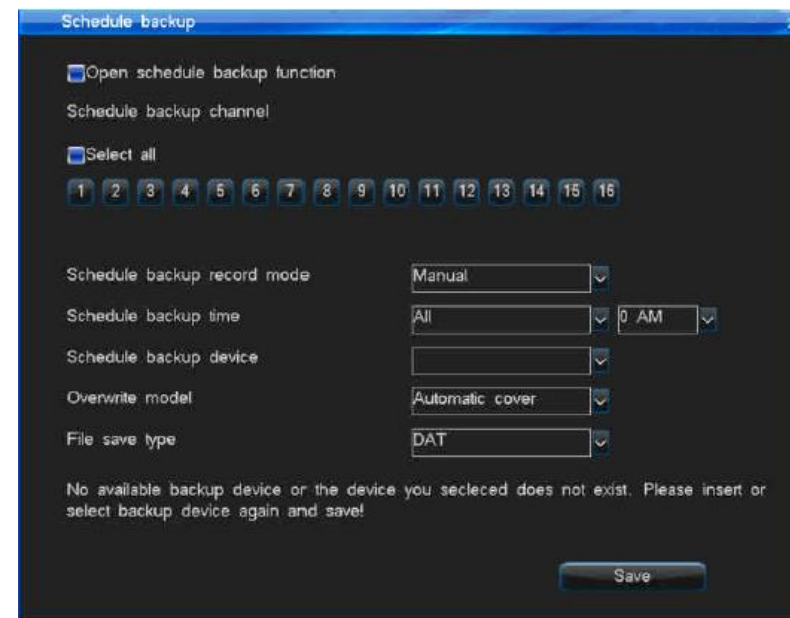 Schedule backup
Open schedule backup function
Schedule backup channel
Select all
1 2 3 4 5 6 7 8 9 10 11 12 13 14 15 16
Schedule backup record mode Manual
Schedule backup time All 0 AM
Schedule backup device
Overwrite model Automatic cover
File save type DAT
No available backup device or the device you secleced does not exist. Please insert or
select backup device again and save!
Save